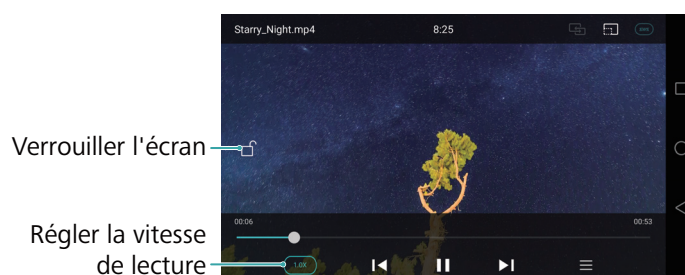 Starry_Night.mp4 8:25
Verrouiller l'écran
00:06 00:53
Régler la vitesse
de lecture
1.0X